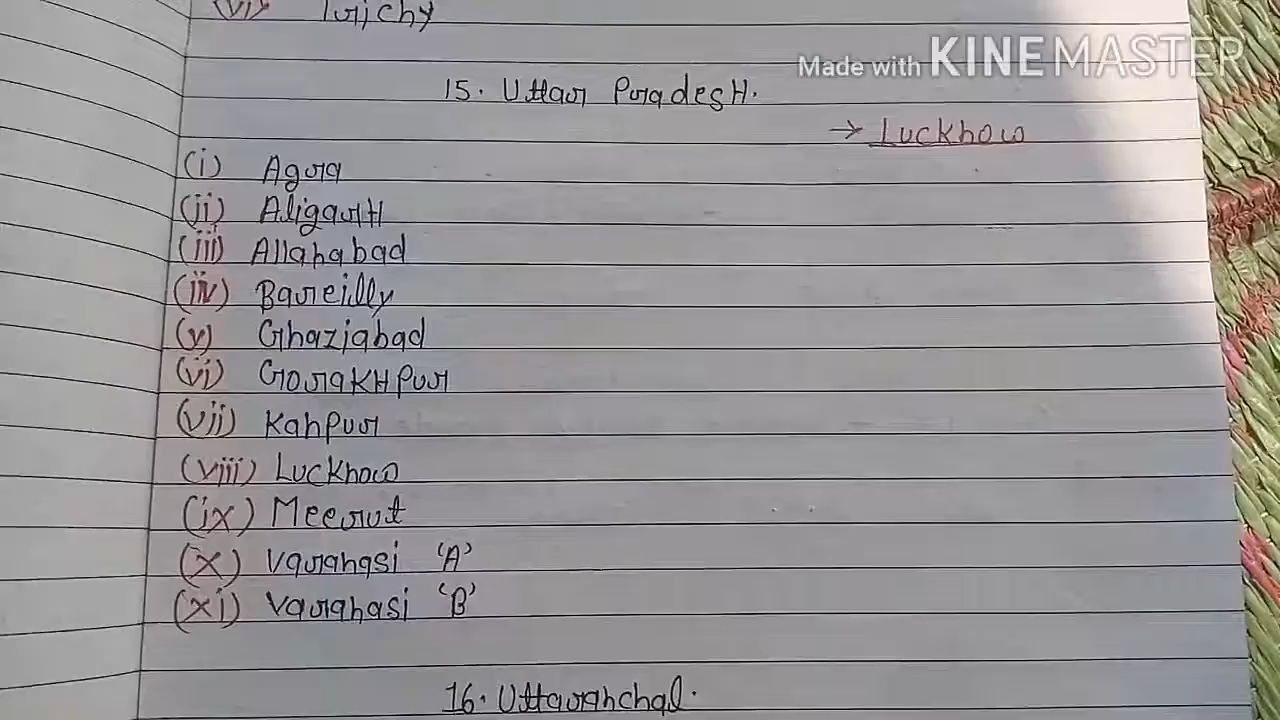 (vi) Trichy
Made with KINEMASTER
15. Uttar PradesH.
→ Lucknow
(i) Agra
(ii) AligarH
(iii) Allahabad
(iv) Bareilly
(v) Ghaziabad
(vi) GorakHpur
(vii) Kanpur
(viii) Lucknow
(ix) Meerut
(x) Varanasi 'A'
(xi) Varanasi 'B'
16. Uttaranchal.